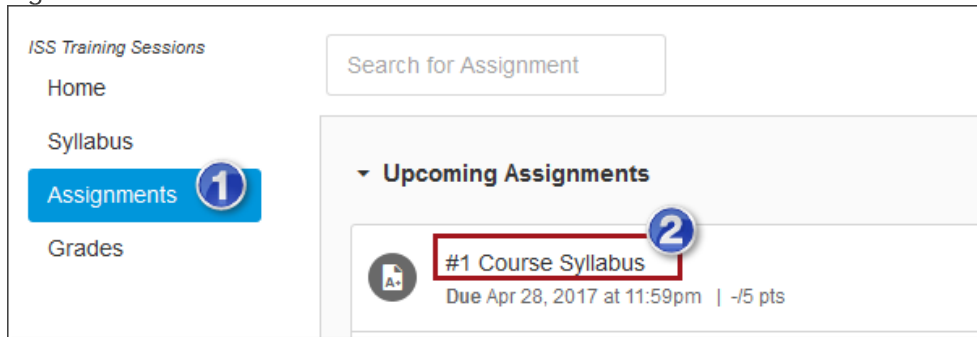 ISS Training Sessions
Home
Syllabus
Assignments 1
Grades
Search for Assignment
Upcoming Assignments
2
#1 Course Syllabus
A+
Due Apr 28, 2017 at 11:59pm | -/5 pts